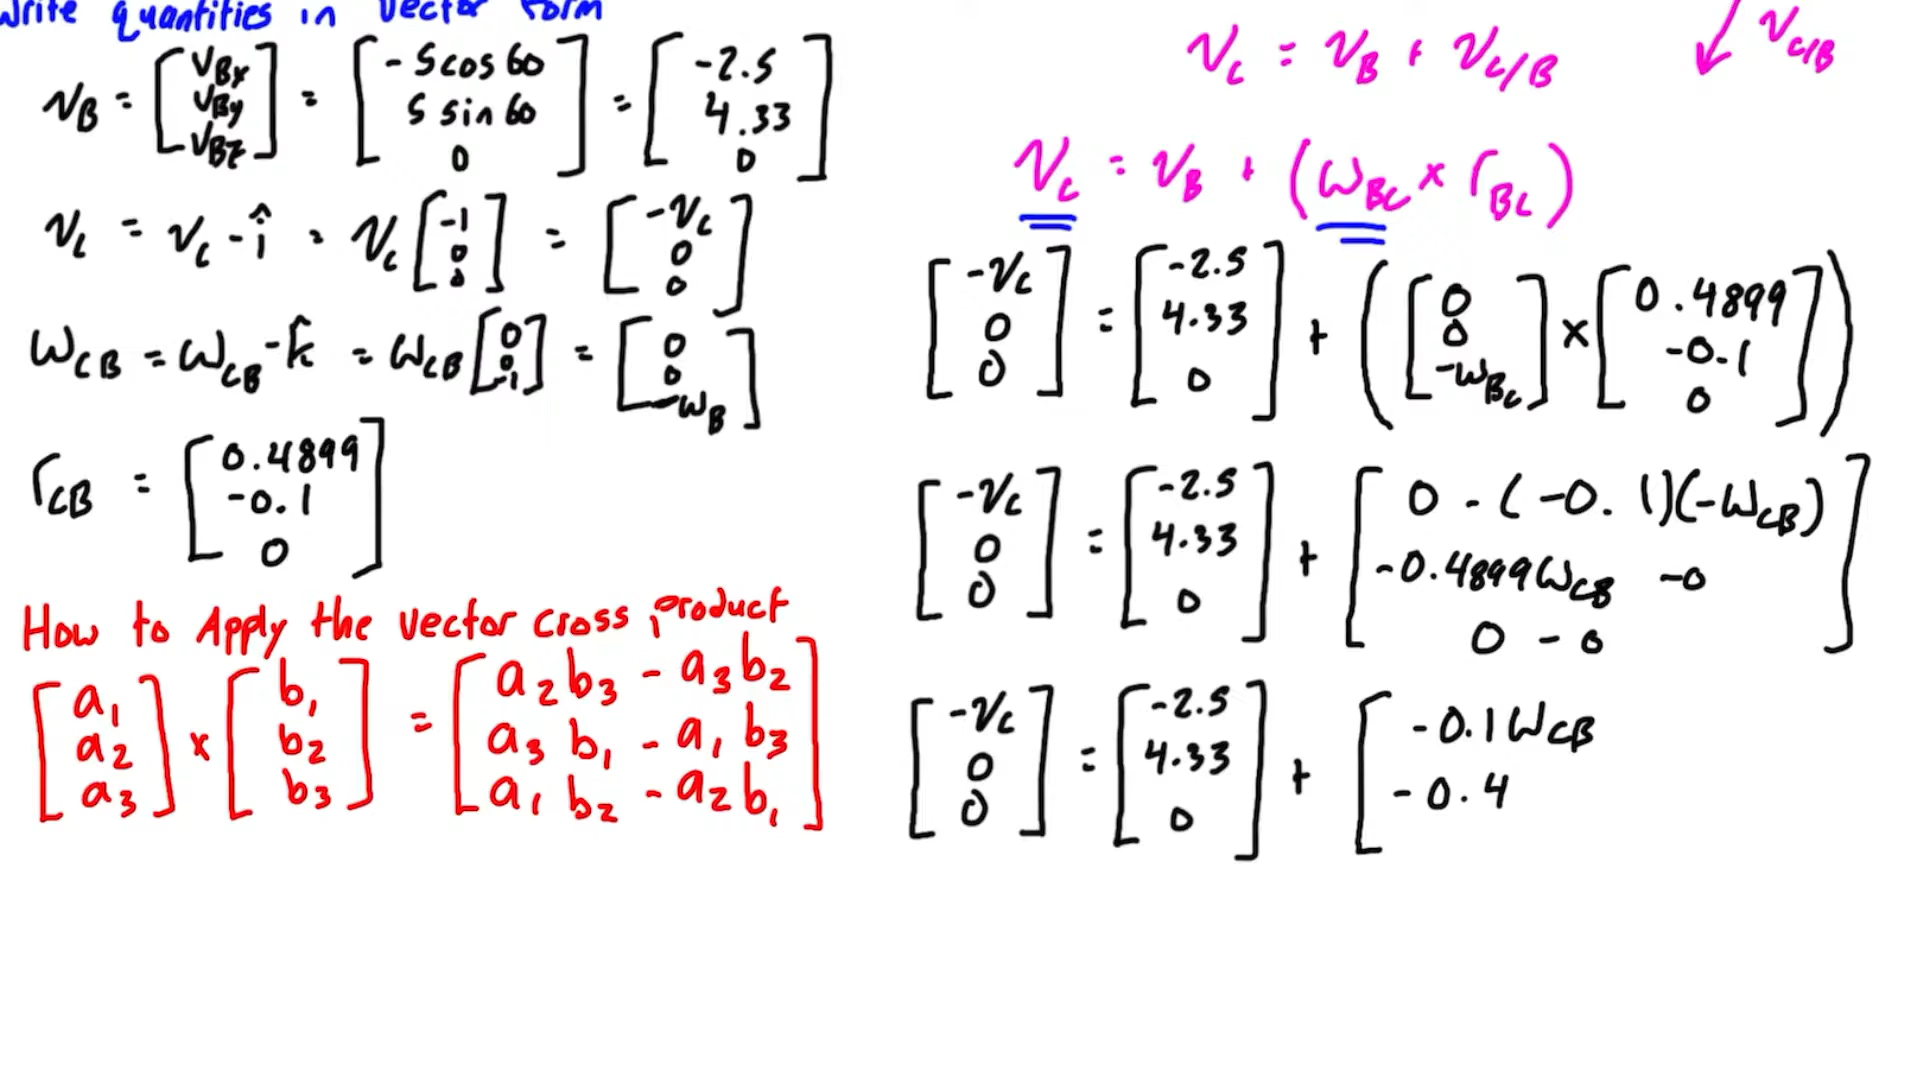 write quantities in vector form
vB = [vBx vBy vBz] = [-5cos60 5 sin60 0] = [-2.5 4.33 0]
vc = vc -î = vc [-1 0 0] = [-vc 0 0]
ωCB = ωCB -k̂ = ωCB [0 0 -1] = [0 0 -ωB]
rCB = [0.4899 -0.1 0]
How to Apply the vector cross product
[a1 a2 a3] x [b1 b2 b3] = [a2b3 - a3b2 a3b1 - a1b3 a1b2 - a2b1]
vc = vB + vC/B
vC/B
vc = vB + (ωBC x rBC)
[-vc 0 0] = [-2.5 4.33 0] + ([0 0 -ωBC] x [0.4899 -0.1 0])
[-vc 0 0] = [-2.5 4.33 0] + [0 - (-0.1)(-ωCB) -0.4899ωCB -0 0 - 0]
[-vc 0 0] = [-2.5 4.33 0] + [-0.1ωCB -0.4